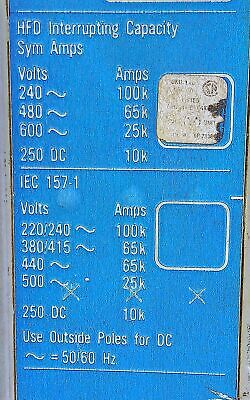 HFD Interrupting Capacity
Sym Amps
Volts Amps
240 ~ 100k
480 ~ 65k
600 ~ 25k
250 DC 10k
IEC 157-1
Volts Amps
220/240 ~ 100k
380/415 ~ 65k
440 ~ 65k
500 ~ 25k
250 DC 10k
Use Outside Poles for DC
~ = 50/60 Hz